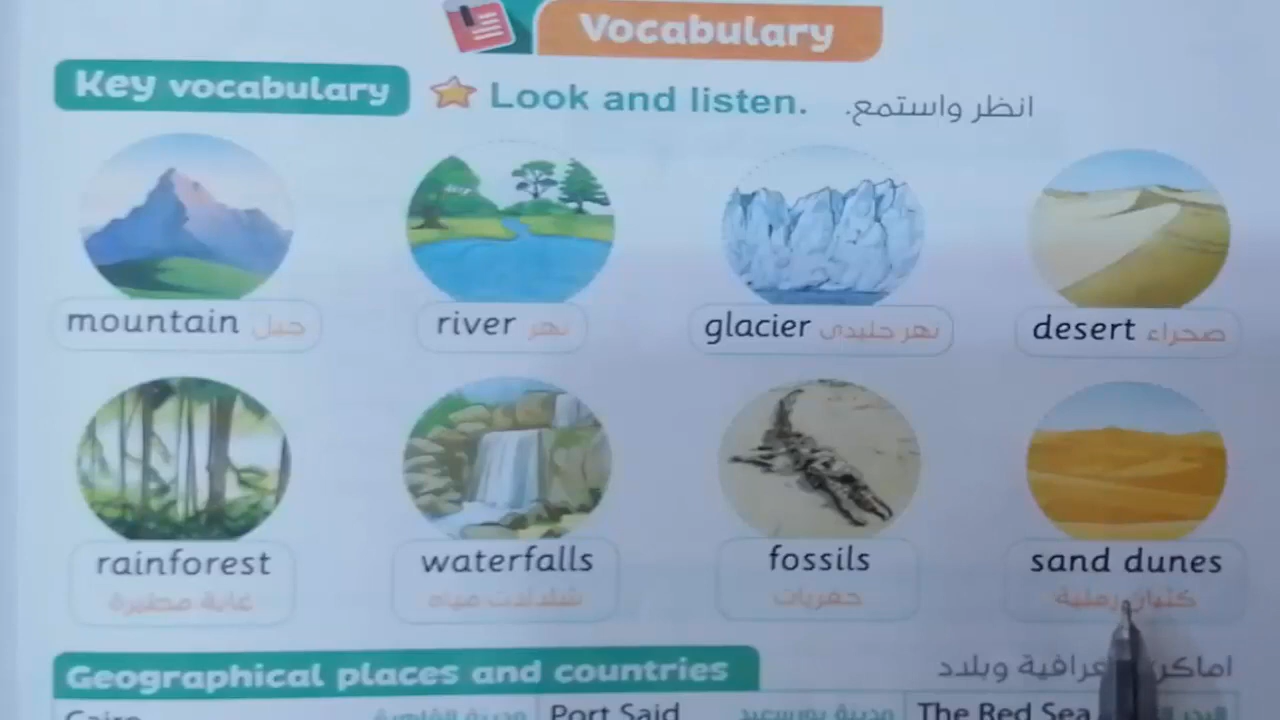 Vocabulary
Key vocabulary
Look and listen. انظر واستمع.
mountain جبل
river نهر
glacier نهر جليدى
desert صحراء
rainforest
غابة مطيرة
waterfalls
شلالات مياه
fossils
حفريات
sand dunes
كثبان رملية
Geographical places and countries
وبلاد
Cairo مدينة القاهرة
Port Said مدينة بورسعيد
The Red Sea